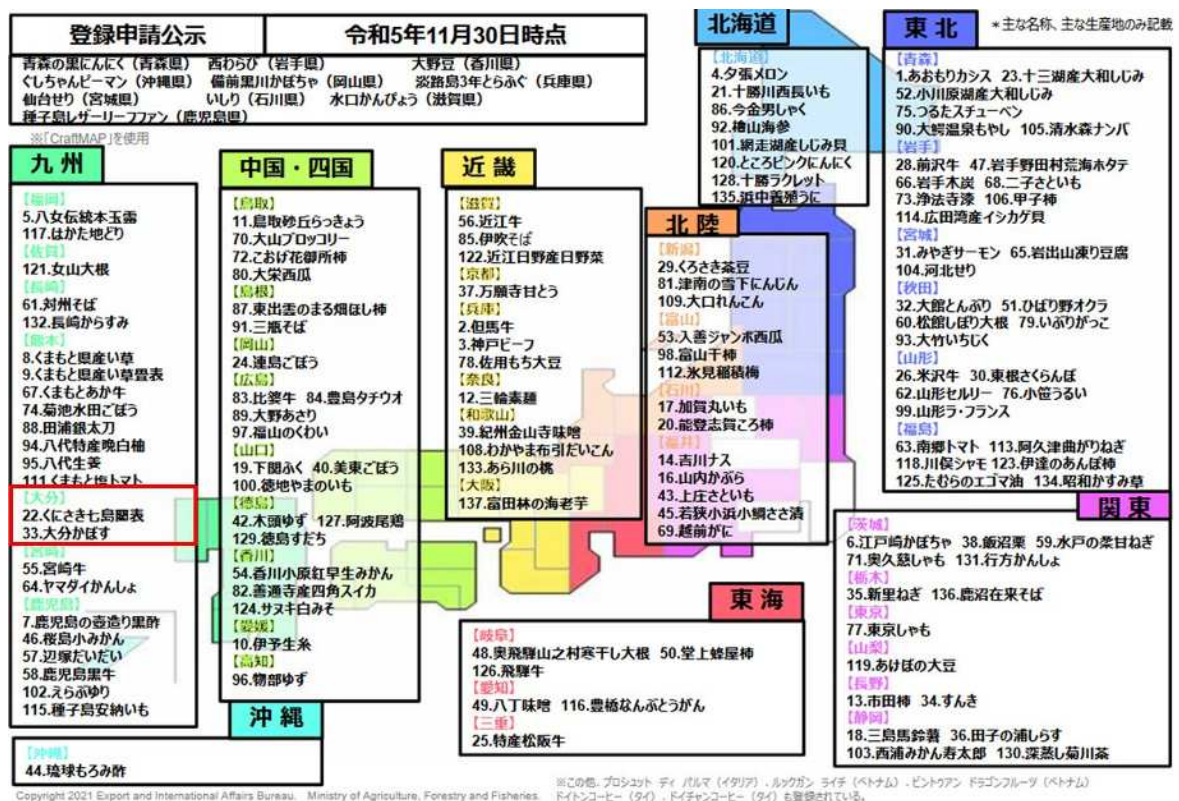 登録申請公示
令和5年11月30日時点
青森の黒にんにく（青森県） 西わらび（岩手県） 大野豆（香川県）
ぐしちゃんピーマン（沖縄県） 備前黒川かぼちゃ（岡山県） 淡路島3年とらふぐ（兵庫県）
仙台せり（宮城県） いしり（石川県） 水口かんぴょう（滋賀県）
種子島レザーリーフファン（鹿児島県）
※「CraftMAP」を使用
北海道
【北海道】
4.夕張メロン
21.十勝川西長いも
86.今金男しゃく
92.檜山海参
101.網走湖産しじみ貝
120.ところピンクにんにく
128.十勝ラクレット
135.浜中養殖うに
東北
＊主な名称、主な生産地のみ記載
【青森】
1.あおもりカシス 23.十三湖産大和しじみ
52.小川原湖産大和しじみ
75.つるたスチューベン
90.大鰐温泉もやし 105.清水森ナンバ
【岩手】
28.前沢牛 47.岩手野田村荒海ホタテ
66.岩手木炭 68.二子さといも
73.浄法寺漆 106.甲子柿
114.広田湾産イシカゲ貝
【宮城】
31.みやぎサーモン 65.岩出山凍り豆腐
104.河北せり
【秋田】
32.大館とんぶり 51.ひばり野オクラ
60.松館しぼり大根 79.いぶりがっこ
93.大竹いちじく
【山形】
26.米沢牛 30.東根さくらんぼ
62.山形セルリー 76.小笹うるい
99.山形ラ・フランス
【福島】
63.南郷トマト 113.阿久津曲がりねぎ
118.川俣シャモ 123.伊達のあんぽ柿
125.たむらのエゴマ油 134.昭和かすみ草
九州
【福岡】
5.八女伝統本玉露
117.はかた地どり
【佐賀】
121.女山大根
【長崎】
61.対州そば
132.長崎からすみ
【熊本】
8.くまもと県産い草
9.くまもと県産い草畳表
67.くまもとあか牛
74.菊池水田ごぼう
88.田浦銀太刀
94.八代特産晩白柚
95.八代生姜
111.くまもと塩トマト
【大分】
22.くにさき七島藺表
33.大分かぼす
【宮崎】
55.宮崎牛
64.ヤマダイかんしょ
【鹿児島】
7.鹿児島の壺造り黒酢
46.桜島小みかん
57.辺塚だいだい
58.鹿児島黒牛
102.えらぶゆり
115.種子島安納いも
中国・四国
【鳥取】
11.鳥取砂丘らっきょう
70.大山ブロッコリー
72.こおげ花御所柿
80.大栄西瓜
【島根】
87.東出雲のまる畑ほし柿
91.三瓶そば
【岡山】
24.連島ごぼう
【広島】
83.比婆牛 84.豊島タチウオ
89.大野あさり
97.福山のくわい
【山口】
19.下関ふく 40.美東ごぼう
100.徳地やまのいも
【徳島】
42.木頭ゆず 127.阿波尾鶏
129.徳島すだち
【香川】
54.香川小原紅早生みかん
82.善通寺産四角スイカ
124.サヌキ白みそ
【愛媛】
10.伊予生糸
【高知】
96.物部ゆず
近畿
【滋賀】
56.近江牛
85.伊吹そば
122.近江日野産日野菜
【京都】
37.万願寺甘とう
【兵庫】
2.但馬牛
3.神戸ビーフ
78.佐用もち大豆
【奈良】
12.三輪素麺
【和歌山】
39.紀州金山寺味噌
108.わかやま布引だいこん
133.あら川の桃
【大阪】
137.富田林の海老芋
北陸
【新潟】
29.くろさき茶豆
81.津南の雪下にんじん
109.大口れんこん
【富山】
53.入善ジャンボ西瓜
98.富山干柿
112.氷見稲積梅
【石川】
17.加賀丸いも
20.能登志賀ころ柿
【福井】
14.吉川ナス
16.山内かぶら
43.上庄さといも
45.若狭小浜小鯛ささ漬
69.越前がに
関東
【茨城】
6.江戸崎かぼちゃ 38.飯沼栗 59.水戸の柔甘ねぎ
71.奥久慈しゃも 131.行方かんしょ
【栃木】
35.新里ねぎ 136.鹿沼在来そば
【東京】
77.東京しゃも
【山梨】
119.あけぼの大豆
【長野】
13.市田柿 34.すんき
【静岡】
18.三島馬鈴薯 36.田子の浦しらす
103.西浦みかん寿太郎 130.深蒸し菊川茶
東海
【岐阜】
48.奥飛騨山之村寒干し大根 50.堂上蜂屋柿
126.飛騨牛
【愛知】
49.八丁味噌 116.豊橋なんぶとうがん
【三重】
25.特産松阪牛
沖縄
【沖縄】
44.琉球もろみ酢
※この他、プロシュット ディ パルマ（イタリア）、ルックガン ライチ（ベトナム）、ビントゥアン ドラゴンフルーツ（ベトナム）
ドイトンコーヒー（タイ）、ドイチャンコーヒー（タイ）も登録されている。
Copyright 2021 Export and International Affairs Bureau. Ministry of Agriculture, Forestry and Fisheries.